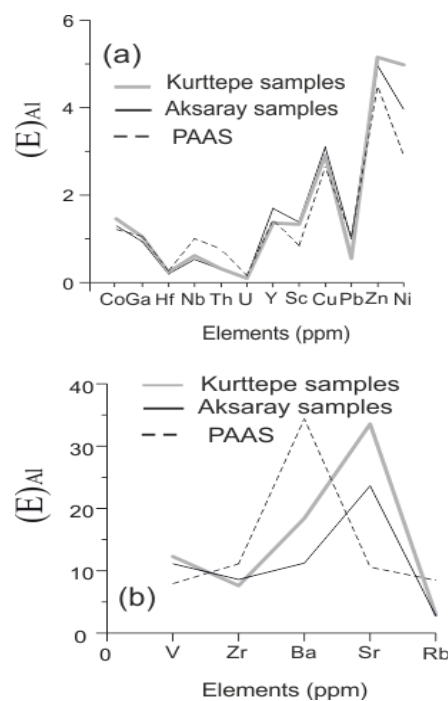 6
(a)
Kurttepe samples
Aksaray samples
PAAS
4
(E)Al
2
0
Co Ga Hf Nb Th U Y Sc Cu Pb Zn Ni
Elements (ppm)
40
Kurttepe samples
Aksaray samples
PAAS
30
(E)Al
20
10
(b)
0
0 V Zr Ba Sr Rb
Elements (ppm)